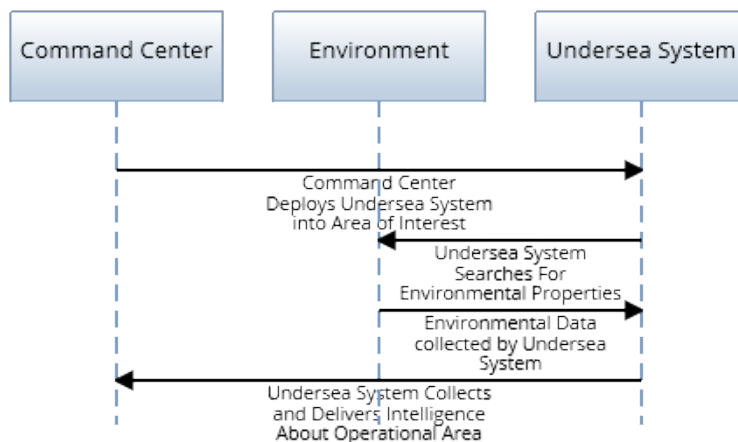 Command Center
Environment
Undersea System
Command Center
Deploys Undersea System
into Area of Interest
Undersea System
Searches For
Environmental Properties
Environmental Data
collected by Undersea
System
Undersea System Collects
and Delivers Intelligence
About Operational Area